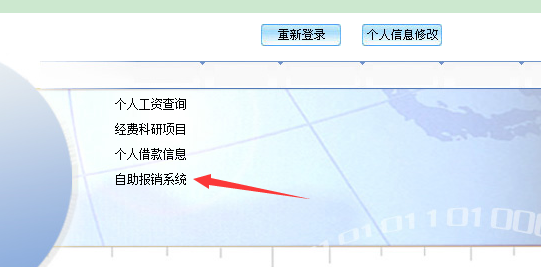 重新登录 个人信息修改
个人工资查询
经费科研项目
个人借款信息
自助报销系统
01011010100